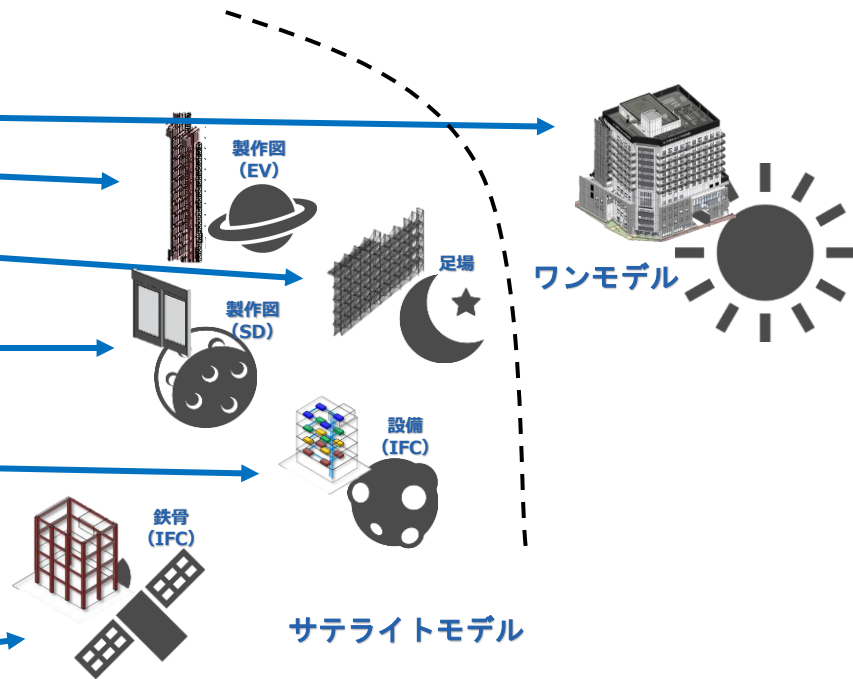 製作図
（EV）
足場
ワンモデル
製作図
（SD）
設備
（IFC）
鉄骨
（IFC）
サテライトモデル